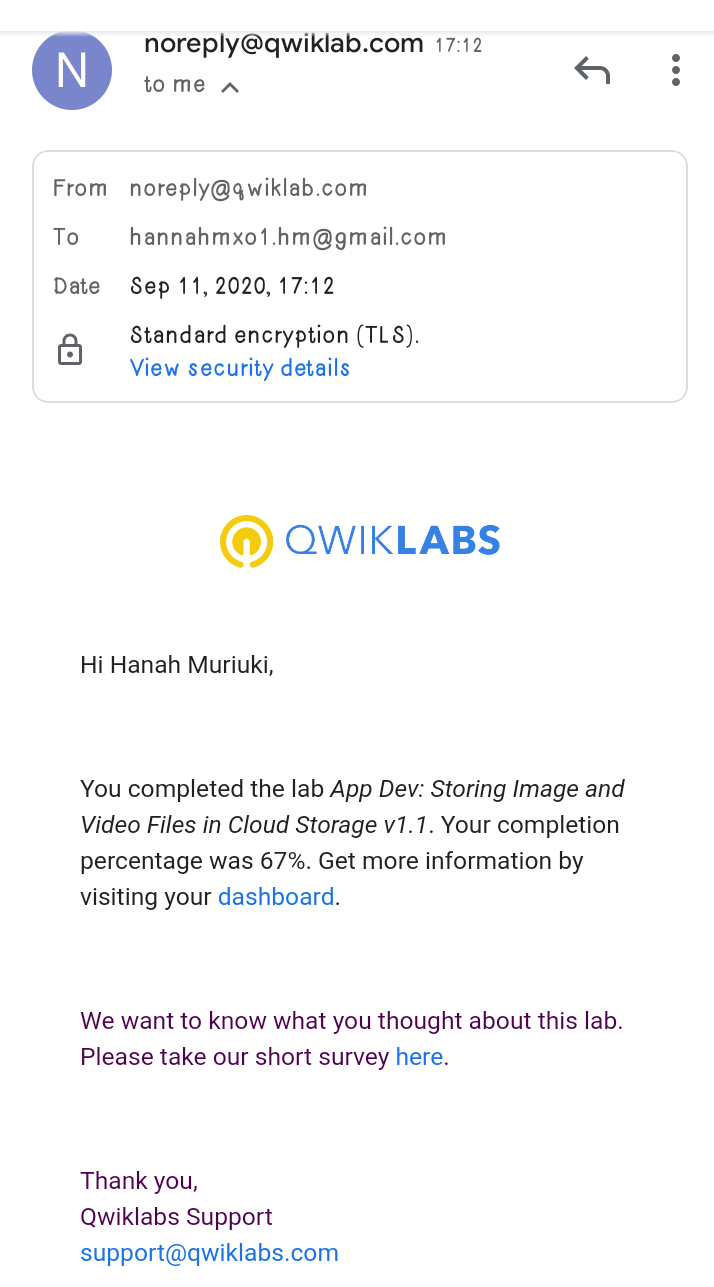 N
noreply@qwiklab.com 17:12
to me
From noreply@qwiklab.com
To hannahmxo1.hm@gmail.com
Date Sep 11, 2020, 17:12
Standard encryption (TLS).
View security details
QWIKLABS
Hi Hanah Muriuki,
You completed the lab App Dev: Storing Image and
Video Files in Cloud Storage v1.1. Your completion
percentage was 67%. Get more information by
visiting your dashboard.
We want to know what you thought about this lab.
Please take our short survey here.
Thank you,
Qwiklabs Support
support@qwiklabs.com